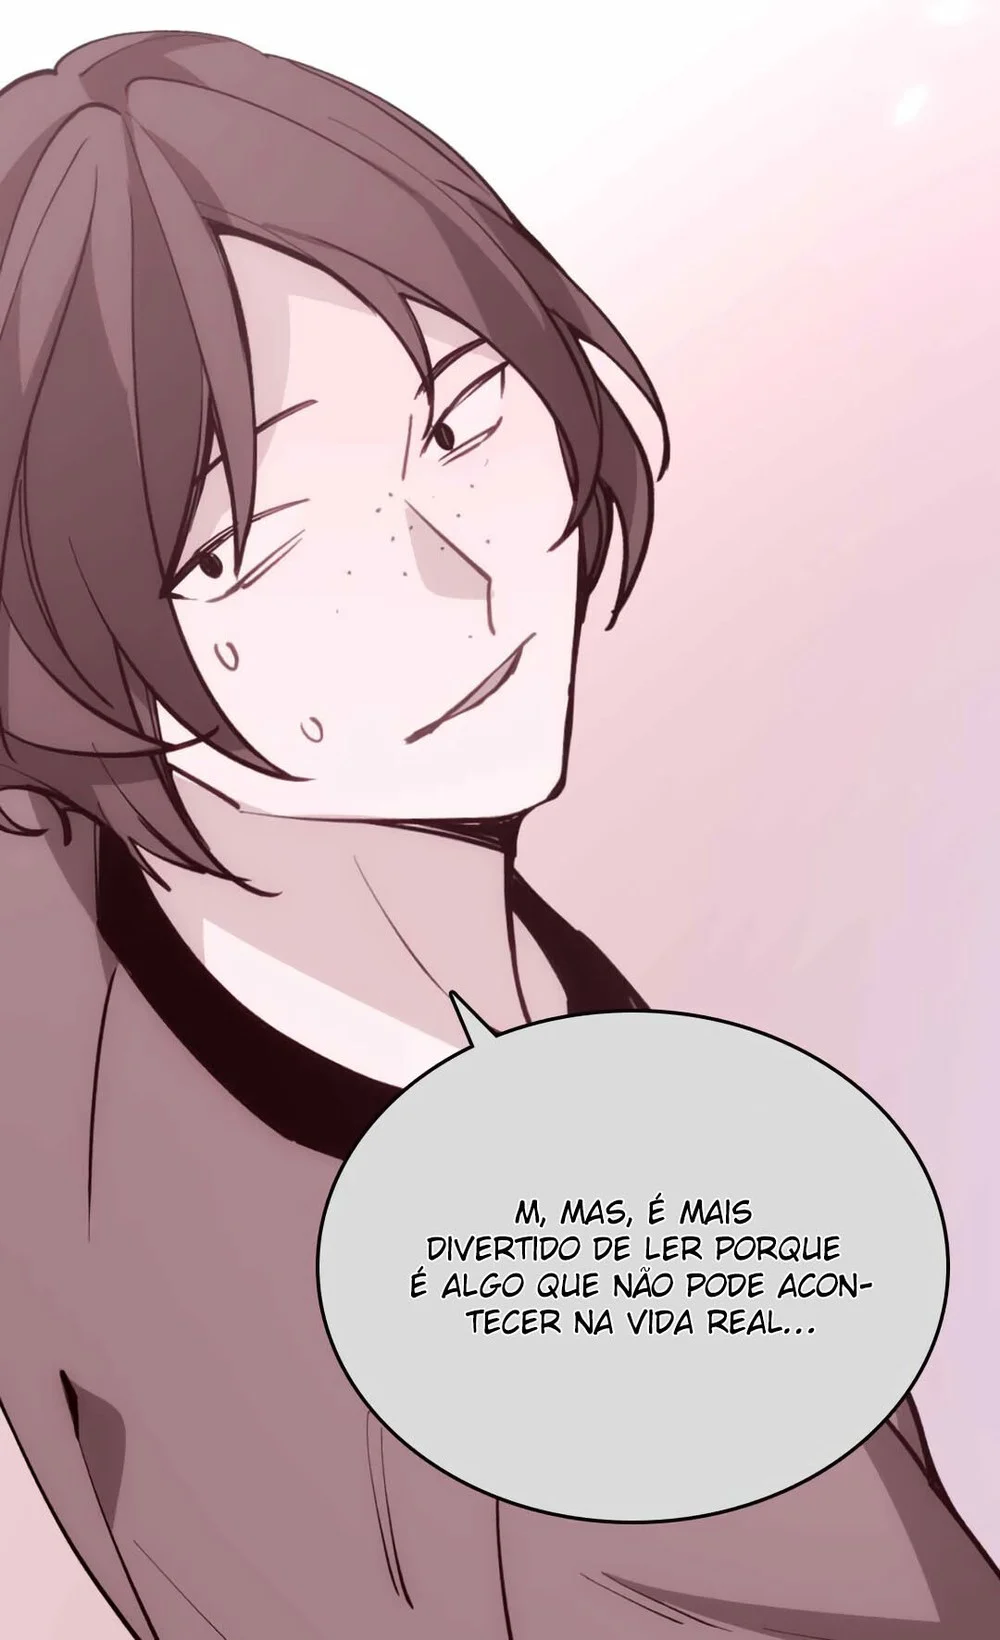 M, MAS, É MAIS
DIVERTIDO DE LER PORQUE
É ALGO QUE NÃO PODE ACON-
TECER NA VIDA REAL...